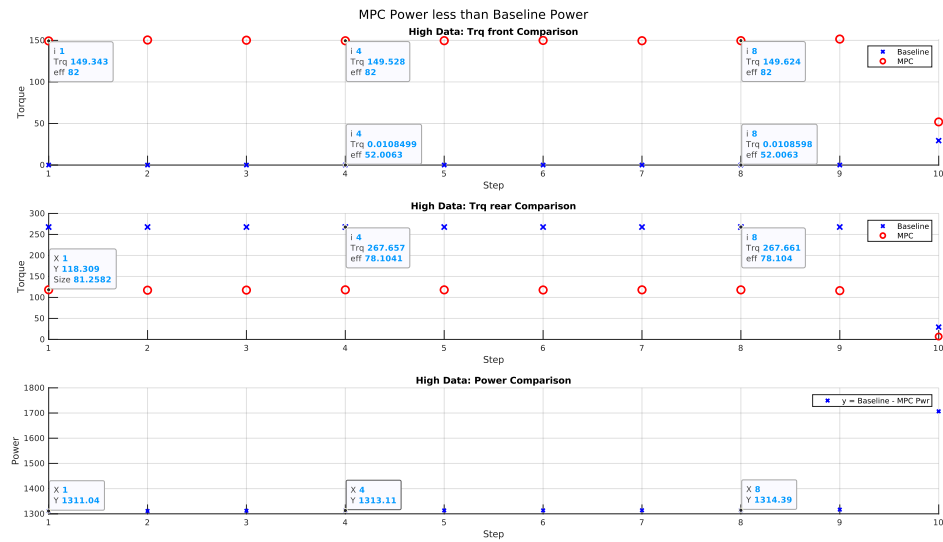 MPC Power less than Baseline Power
High Data: Trq front Comparison
150
100
50
0
Torque
i 1
Trq 149.343
eff 82
i 4
Trq 149.528
eff 82
i 8
Trq 149.624
eff 82
i 4
Trq 0.0108499
eff 52.0063
i 8
Trq 0.0108598
eff 52.0063
Baseline
MPC
1 2 3 4 5 6 7 8 9 10
Step
High Data: Trq rear Comparison
300
250
200
150
100
50
0
Torque
X 1
Y 118.309
Size 81.2582
i 4
Trq 267.657
eff 78.1041
i 8
Trq 267.661
eff 78.104
Baseline
MPC
1 2 3 4 5 6 7 8 9 10
Step
High Data: Power Comparison
1800
1700
1600
1500
1400
1300
Power
X 1
Y 1311.04
X 4
Y 1313.11
X 8
Y 1314.39
y = Baseline - MPC Pwr
1 2 3 4 5 6 7 8 9 10
Step